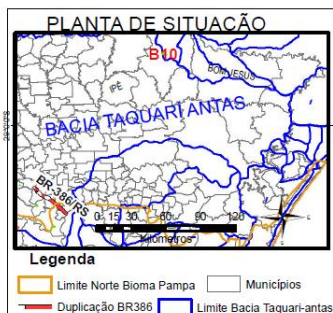 PLANTA DE SITUAÇÃO
B10
BOM JESUS
IPÊ
BACIA TAQUARI ANTAS
BR-386/RS
0 15 30 60 90 120
Kilometros
Legenda
Limite Norte Bioma Pampa
Municípios
Duplicação BR386
Limite Bacia Taquari-antas